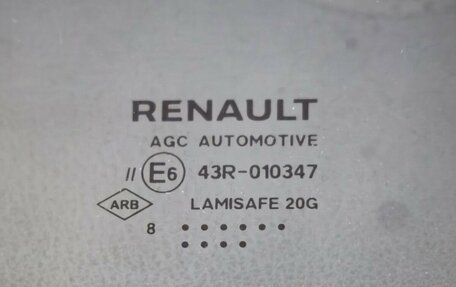 RENAULT
AGC AUTOMOTIVE
// E6 43R-010347
ARB LAMISAFE 20G
8 . . . . . .
. . . .